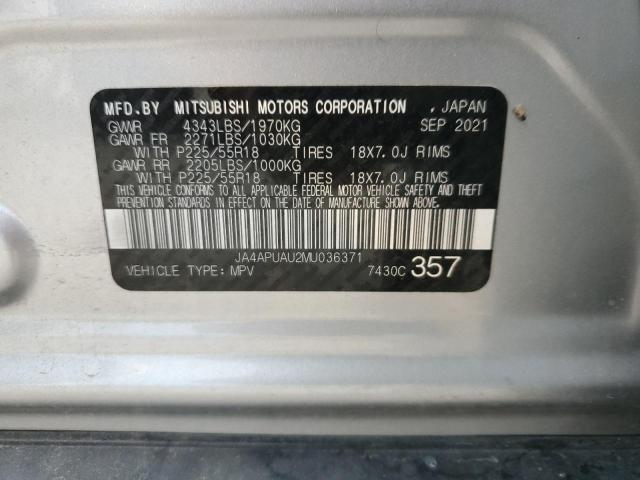 MFD.BY MITSUBISHI MOTORS CORPORATION , JAPAN
GVWR 4343LBS/1970KG SEP 2021
GAWR FR 2271LBS/1030KG
WITH P225/55R18 TIRES 18X7.0J RIMS
GAWR RR 2205LBS/1000KG
WITH P225/55R18 TIRES 18X7.0J RIMS
THIS VEHICLE CONFORMS TO ALL APPLICABLE FEDERAL MOTOR VEHICLE SAFETY AND THEFT
PREVENTION STANDARDS IN EFFECT ON THE DATE OF MANUFACTURE SHOWN ABOVE.
JA4APUAU2MU036371
VEHICLE TYPE: MPV 7430C 357